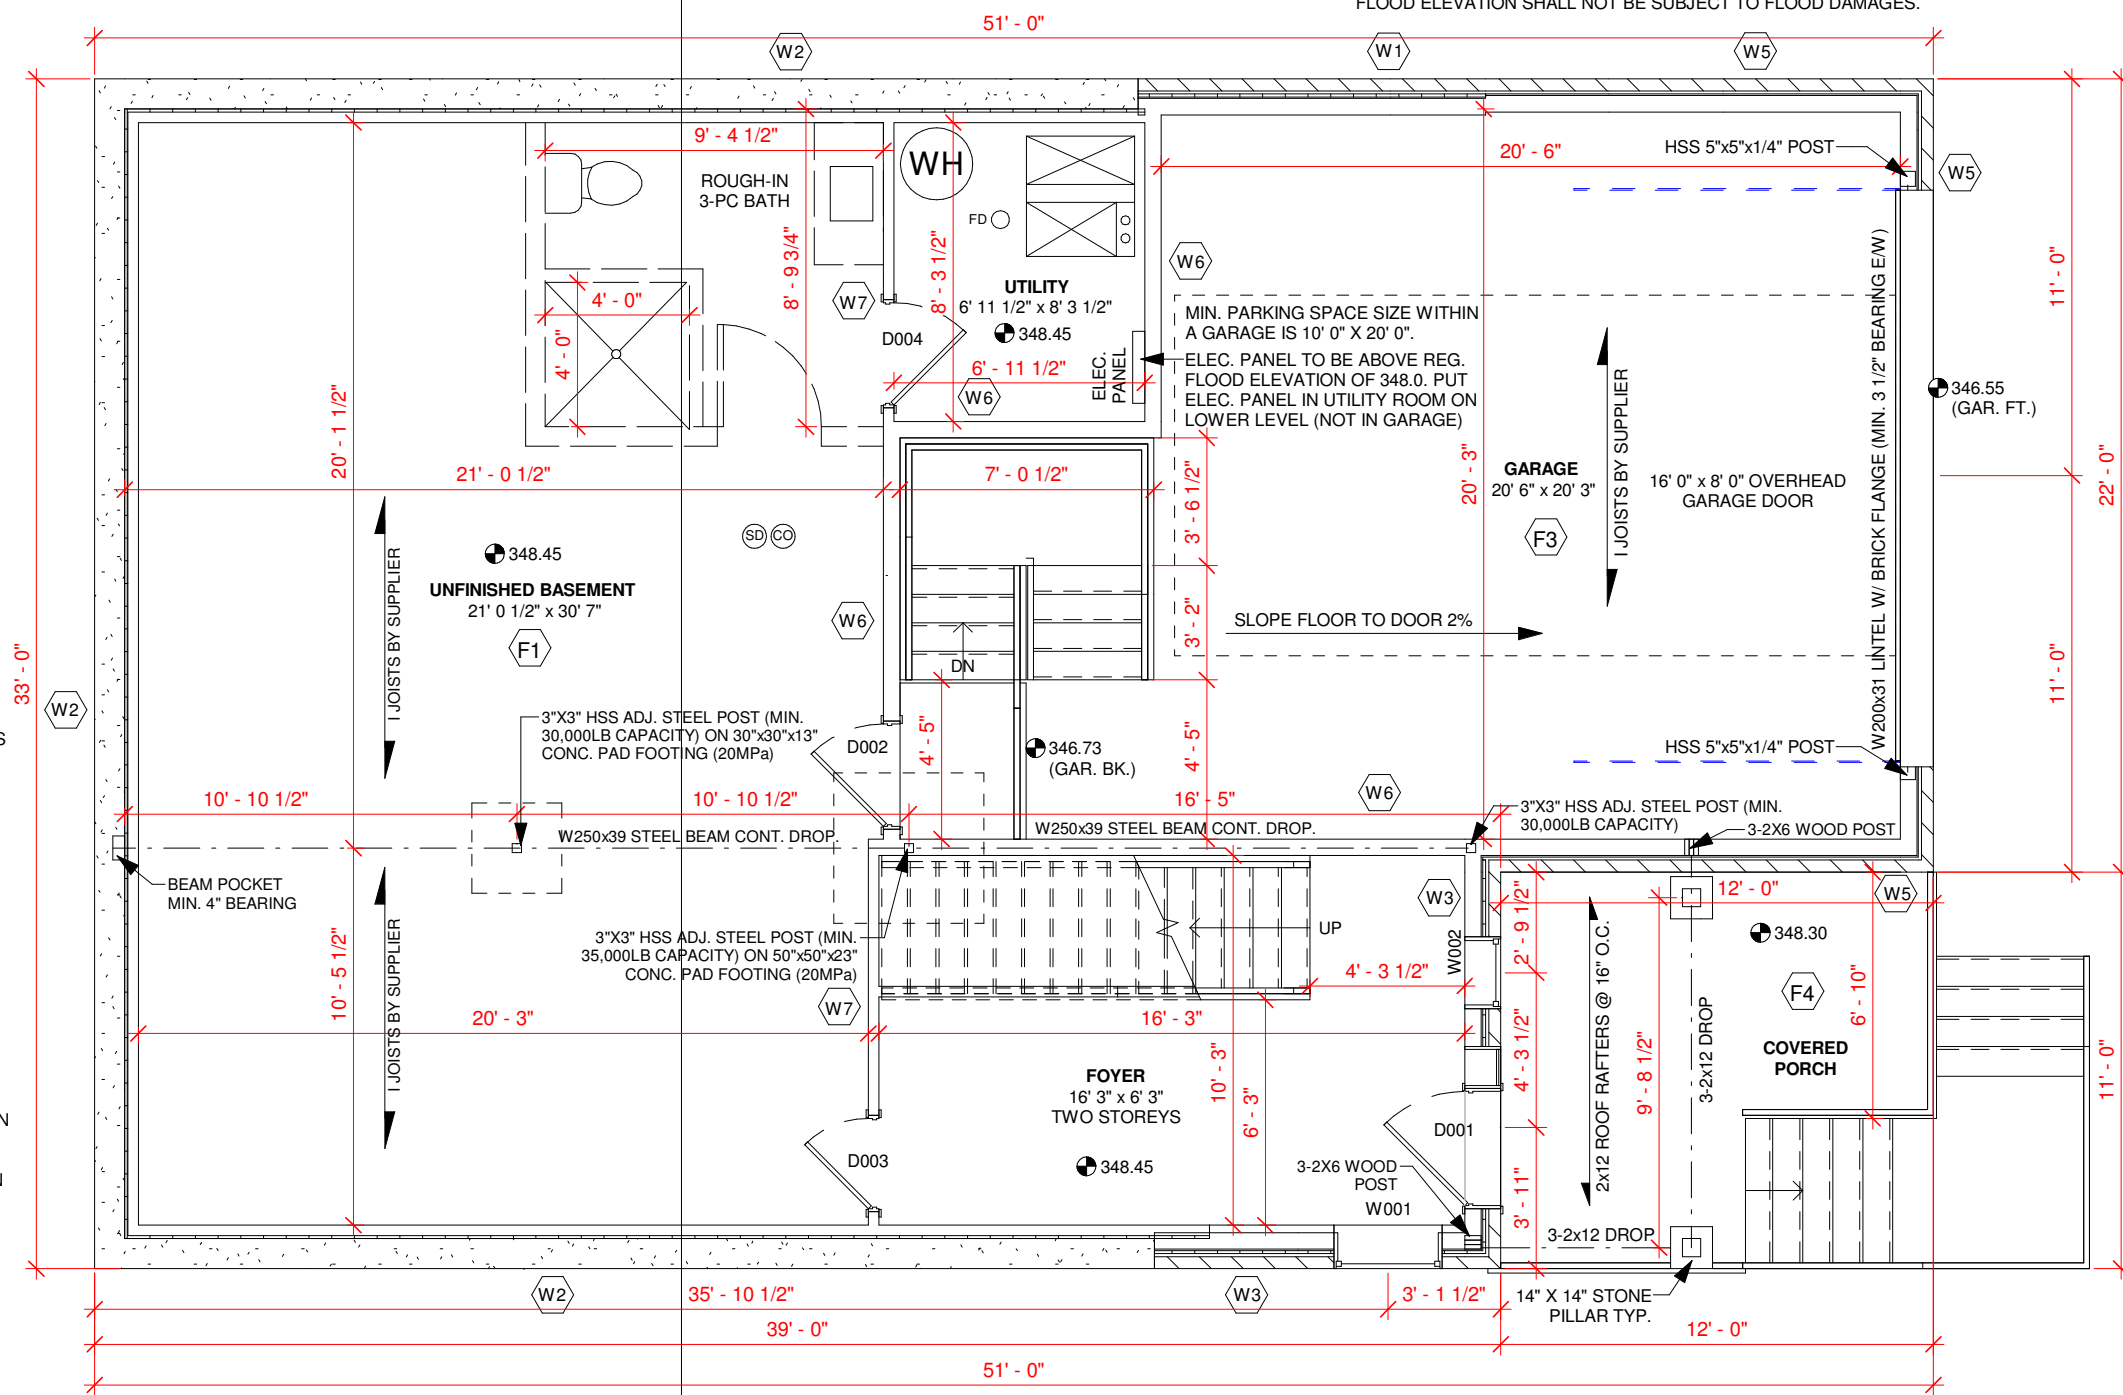 FLOOD ELEVATION SHALL NOT BE SUBJECT TO FLOOD DAMAGES.
51' - 0"
W2
W1
W5
9' - 4 1/2"
WH
20' - 6"
HSS 5"x5"x1/4" POST
W5
ROUGH-IN
3-PC BATH
FD
8' - 9 3/4"
8' - 3 1/2"
W6
W7
UTILITY
6' 11 1/2" x 8' 3 1/2"
348.45
4' - 0"
4' - 0"
D004
6' - 11 1/2"
W6
ELEC.
PANEL
MIN. PARKING SPACE SIZE WITHIN
A GARAGE IS 10' 0" X 20' 0".
ELEC. PANEL TO BE ABOVE REG.
FLOOD ELEVATION OF 348.0. PUT
ELEC. PANEL IN UTILITY ROOM ON
LOWER LEVEL (NOT IN GARAGE)
I JOISTS BY SUPPLIER
W200x31 LINTEL W/ BRICK FLANGE (MIN. 3 1/2" BEARING E/W)
11' - 0"
346.55
(GAR. FT.)
22' - 0"
20' - 1 1/2"
21' - 0 1/2"
7' - 0 1/2"
3' - 6 1/2"
20' - 3"
GARAGE
20' 6" x 20' 3"
F3
16' 0" x 8' 0" OVERHEAD
GARAGE DOOR
SD
CO
348.45
UNFINISHED BASEMENT
21' 0 1/2" x 30' 7"
F1
I JOISTS BY SUPPLIER
W6
DN
3' - 2"
SLOPE FLOOR TO DOOR 2%
11' - 0"
33' - 0"
W2
S
3"X3" HSS ADJ. STEEL POST (MIN.
30,000LB CAPACITY) ON 30"x30"x13"
CONC. PAD FOOTING (20MPa)
D002
4' - 5"
346.73
(GAR. BK.)
4' - 5"
HSS 5"x5"x1/4" POST
10' - 10 1/2"
10' - 10 1/2"
16' - 5"
W6
W250x39 STEEL BEAM CONT. DROP.
W250x39 STEEL BEAM CONT. DROP.
3"X3" HSS ADJ. STEEL POST (MIN.
30,000LB CAPACITY)
3-2X6 WOOD POST
BEAM POCKET
MIN. 4" BEARING
10' - 5 1/2"
I JOISTS BY SUPPLIER
3"X3" HSS ADJ. STEEL POST (MIN.
35,000LB CAPACITY) ON 50"x50"x23"
CONC. PAD FOOTING (20MPa)
UP
W3
W002
2' - 9 1/2"
12' - 0"
W5
348.30
4' - 3 1/2"
2x12 ROOF RAFTERS @ 16" O.C.
F4
6' - 10"
W7
20' - 3"
16' - 3"
10' - 3"
6' - 3"
4' - 3 1/2"
9' - 8 1/2"
3-2x12 DROP
COVERED
PORCH
FOYER
16' 3" x 6' 3"
TWO STOREYS
11' - 0"
N
D001
D003
348.45
3-2X6 WOOD
POST
W001
3' - 11"
3-2x12 DROP
W2
35' - 10 1/2"
W3
3' - 1 1/2"
14" X 14" STONE
PILLAR TYP.
39' - 0"
12' - 0"
51' - 0"